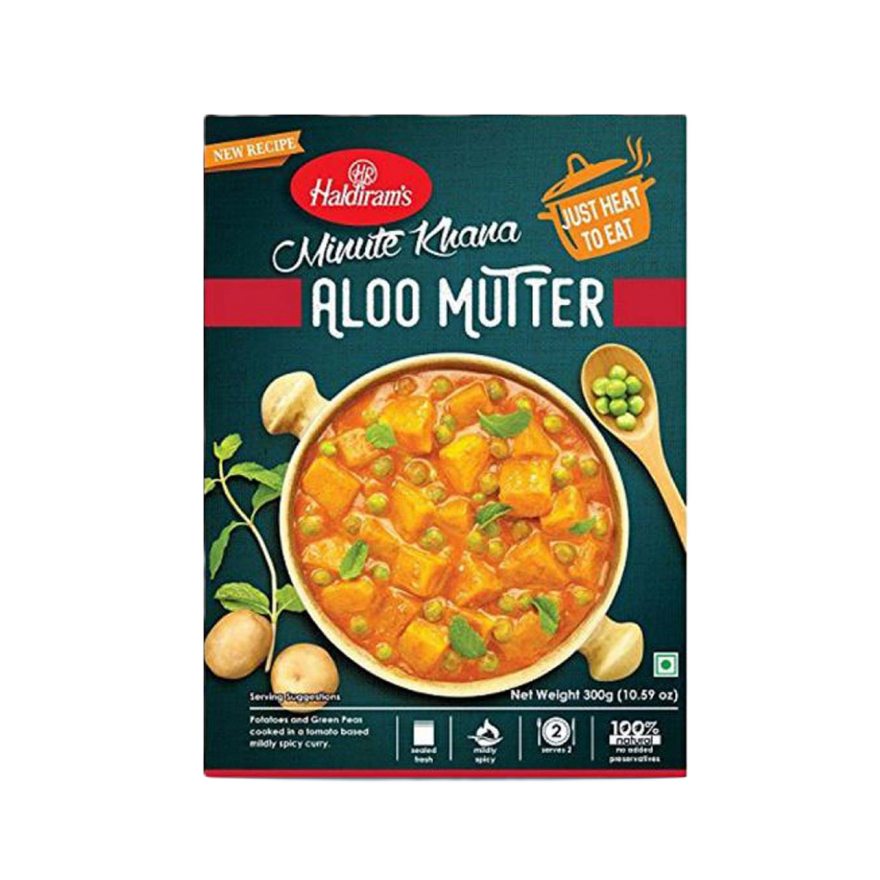 NEW RECIPE
HR
Haldiram's
Minute Khana
JUST HEAT
TO EAT
ALOO MUTTER
Serving Suggestions
Net Weight 300g (10.59 oz)
Potatoes and Green Peas
cooked in a tomato based
mildly spicy curry.
sealed
fresh
mildly
spicy
2
serves 2
100%
natural
no added
preservatives